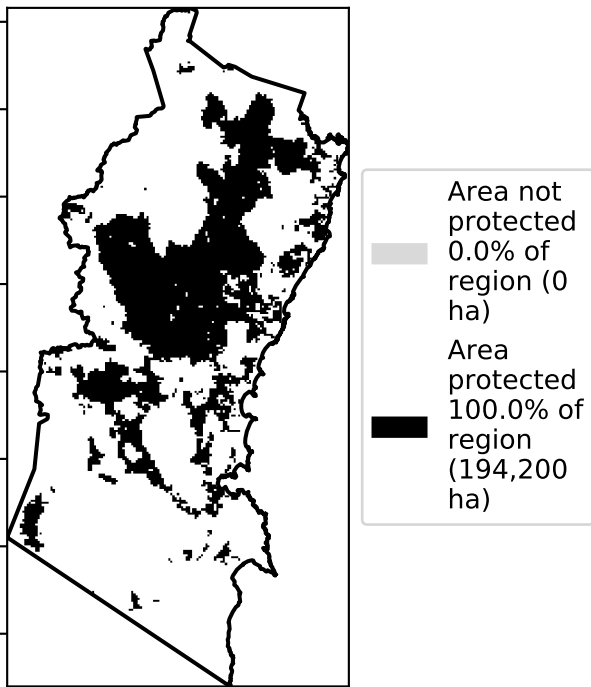 Area not
protected
0.0% of
region (0
ha)
Area
protected
100.0% of
region
(194,200
ha)